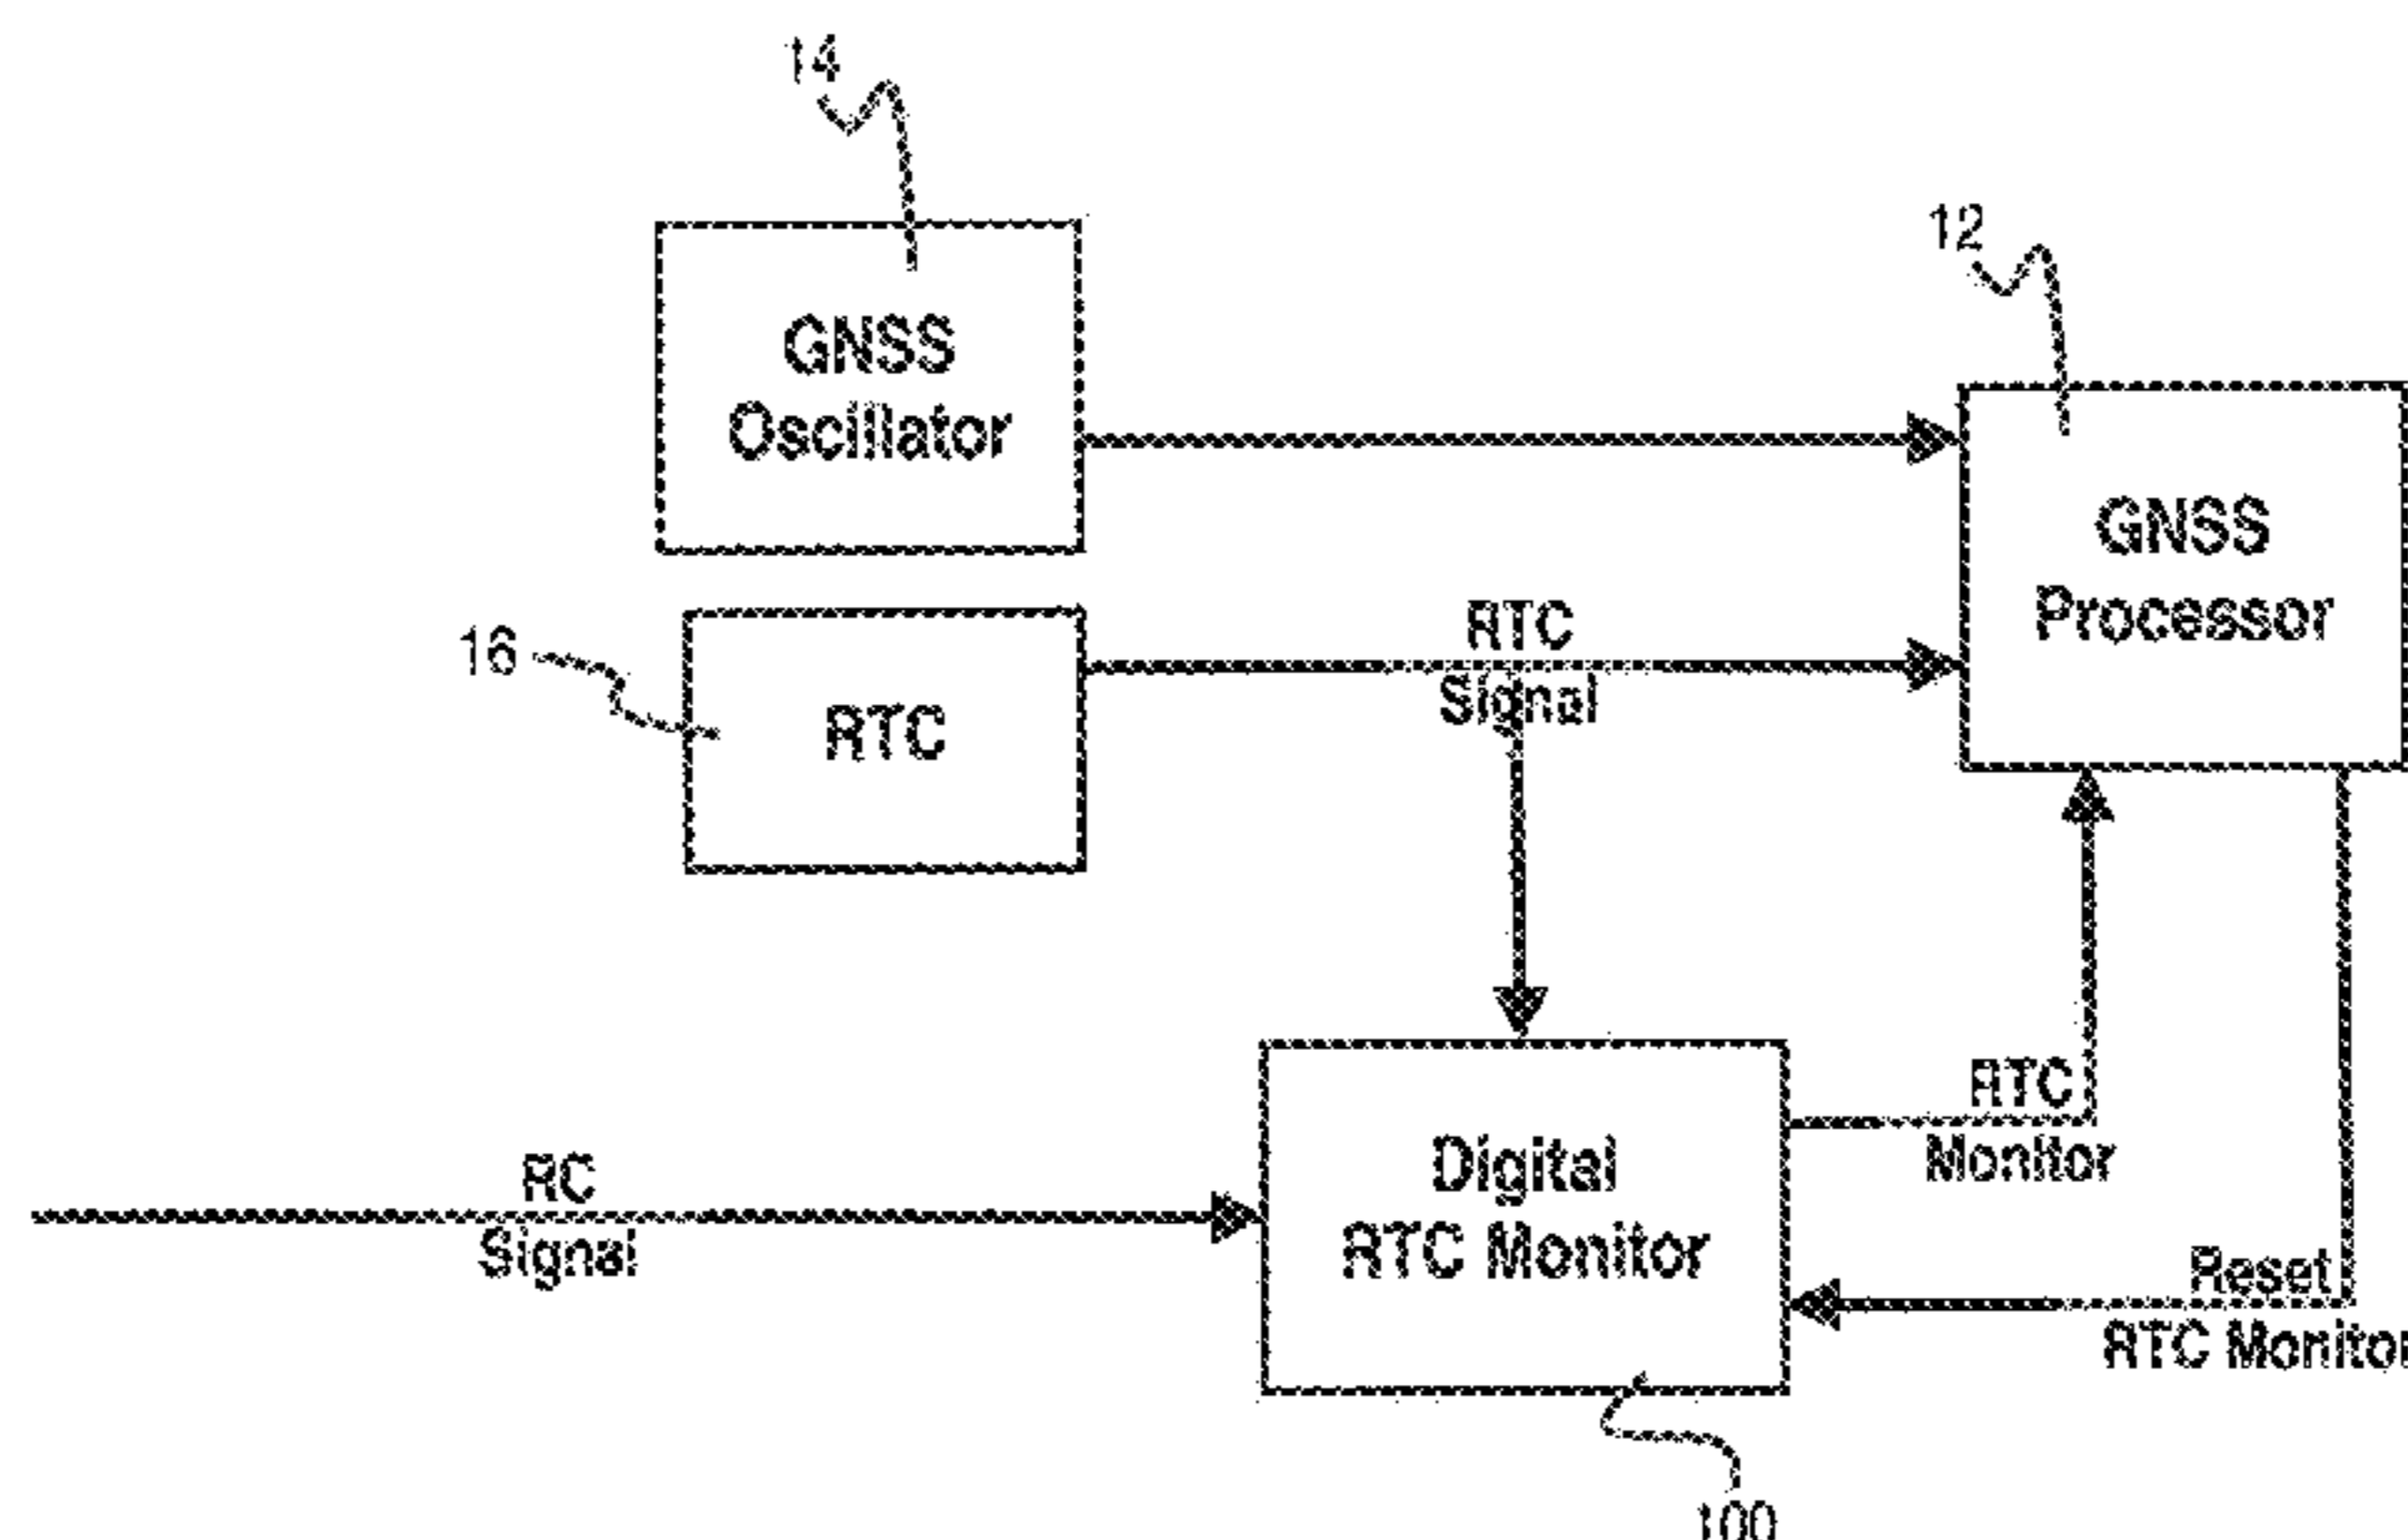 14
12
GNSS
Oscillator
GNSS
Processor
16
RTC
RTC
Signal
RTC
Monitor
Digital
RTC Monitor
RC
Signal
Reset
RTC Monitor
100